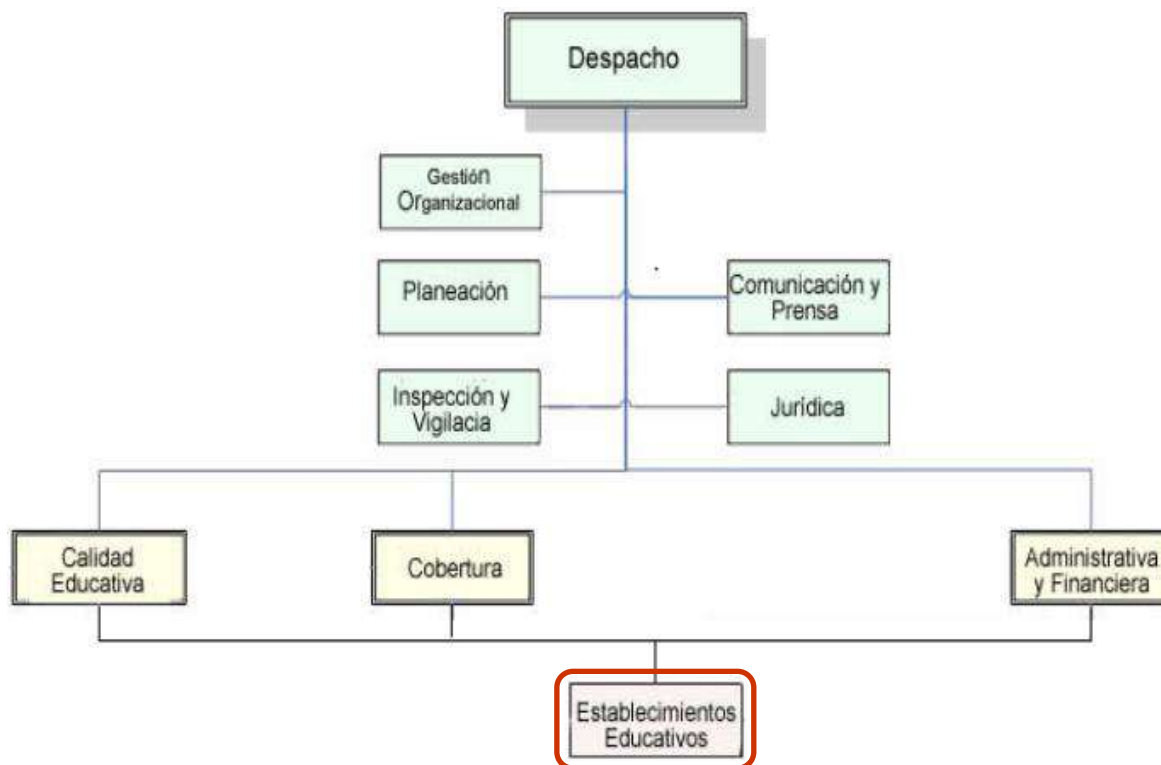 Despacho
Gestión
Organizacional
Planeación
Comunicación y
Prensa
Inspección y
Vigilacia
Jurídica
Calidad
Educativa
Cobertura
Administrativa
y Financiera
Establecimientos
Educativos